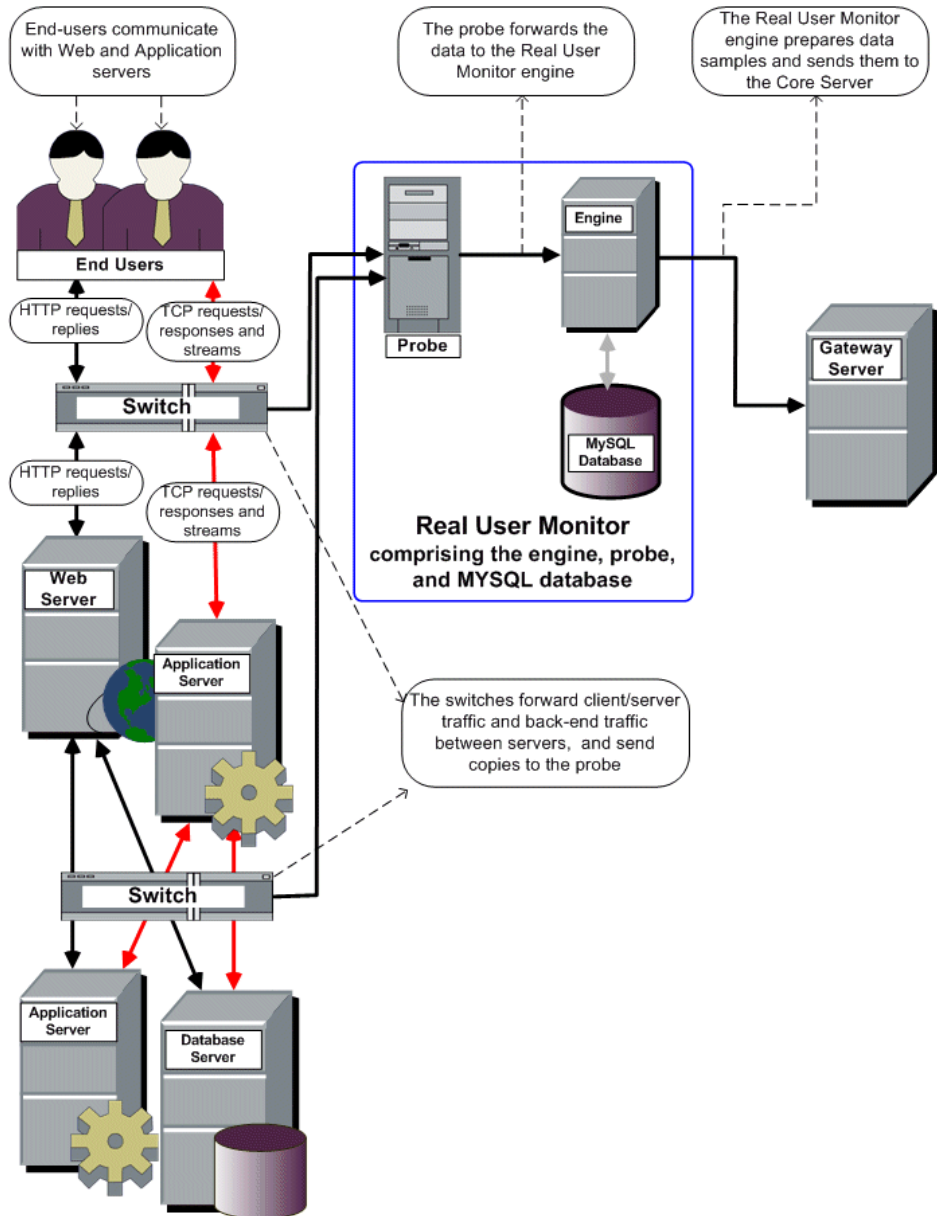 End-users communicate
with Web and Application
servers
The probe forwards the
data to the Real User
Monitor engine
The Real User Monitor
engine prepares data
samples and sends them to
the Core Server
End Users
HTTP requests/
replies
TCP requests/
responses and
streams
Switch
Probe
Engine
MySQL
Database
Real User Monitor
comprising the engine, probe,
and MYSQL database
Gateway
Server
HTTP requests/
replies
TCP requests/
responses and
streams
Web
Server
Application
Server
The switches forward client/server
traffic and back-end traffic
between servers, and send
copies to the probe
Switch
Application
Server
Database
Server